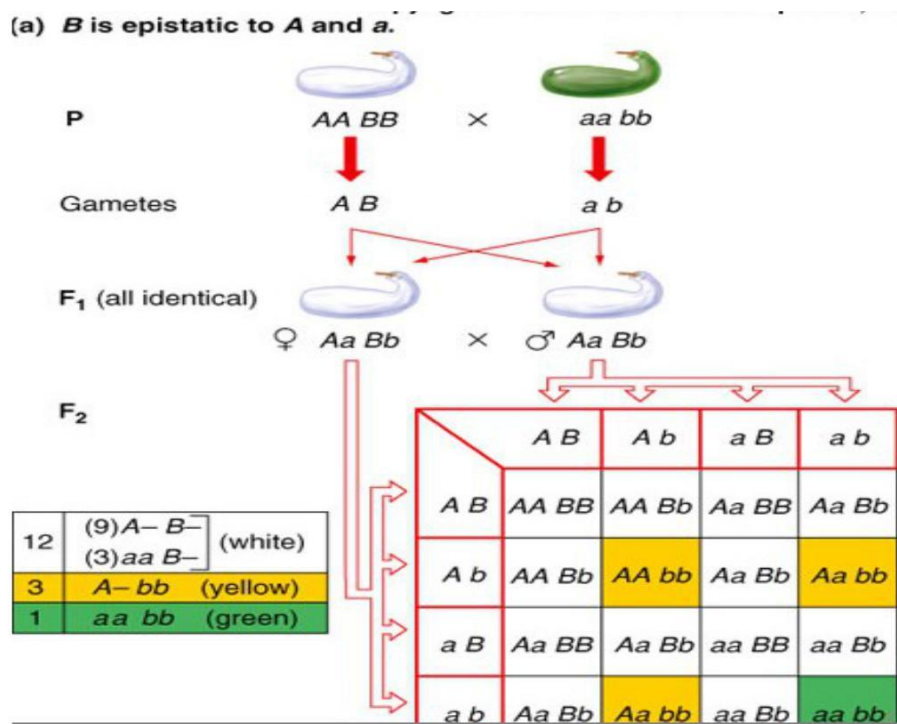 (a) B is epistatic to A and a.
P AA BB × aa bb
Gametes A B a b
F₁ (all identical)
♀ Aa Bb × ♂ Aa Bb
F₂
A B A b a B a b
A B AA BB AA Bb Aa BB Aa Bb
A b AA Bb AA bb Aa Bb Aa bb
a B Aa BB Aa Bb aa BB aa Bb
a b Aa Bb Aa bb aa Bb aa bb
12 (9) A– B– (white)
(3) aa B–
3 A– bb (yellow)
1 aa bb (green)